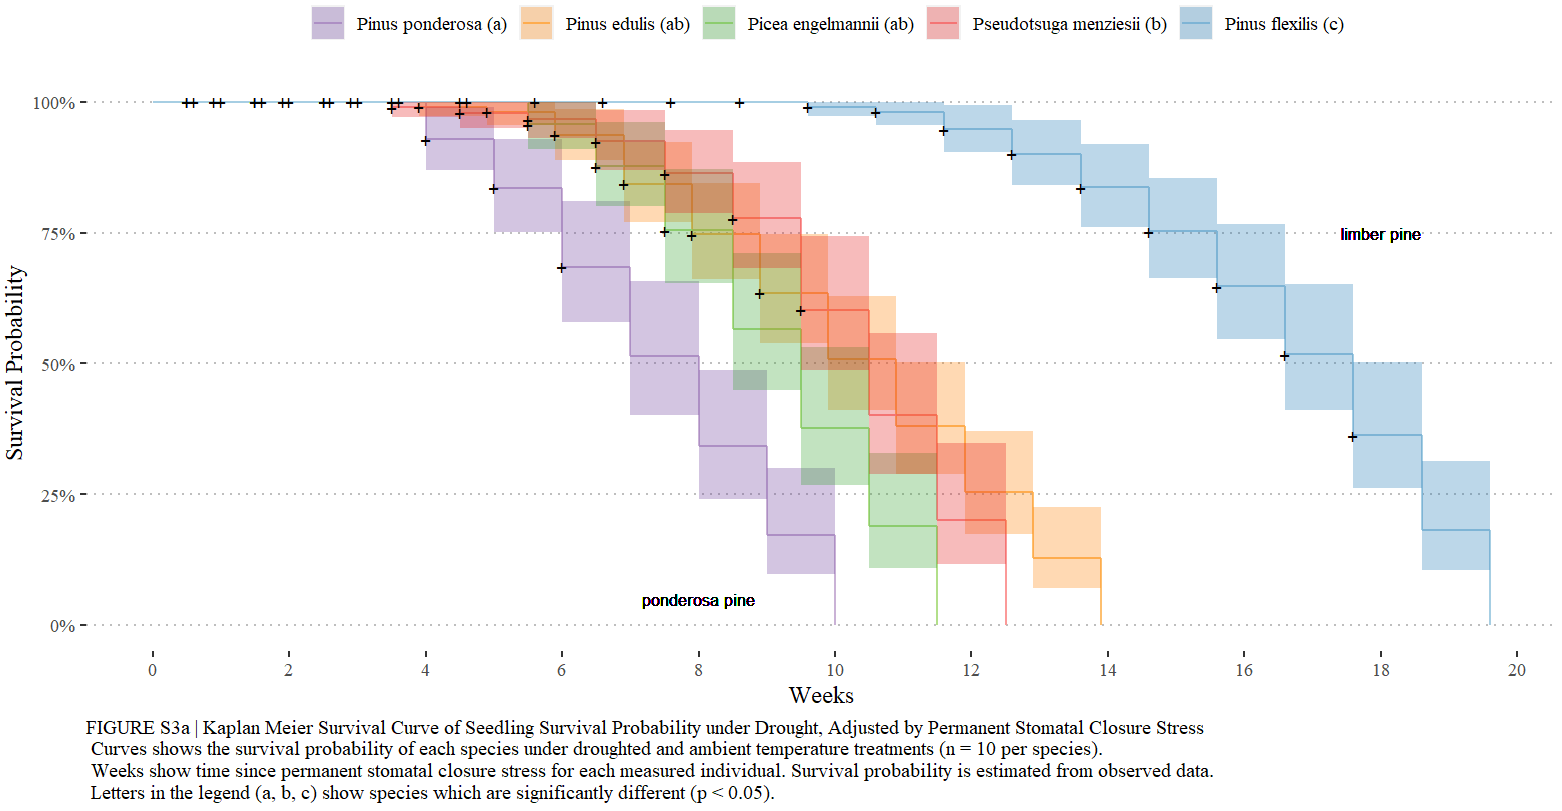 Pinus ponderosa (a) Pinus edulis (ab) Picea engelmannii (ab) Pseudotsuga menziesii (b) Pinus flexilis (c)
100%
75%
50%
25%
0%
Survival Probability
limber pine
ponderosa pine
0 2 4 6 8 10 12 14 16 18 20
Weeks
FIGURE S3a | Kaplan Meier Survival Curve of Seedling Survival Probability under Drought, Adjusted by Permanent Stomatal Closure Stress
Curves shows the survival probability of each species under droughted and ambient temperature treatments (n = 10 per species).
Weeks show time since permanent stomatal closure stress for each measured individual. Survival probability is estimated from observed data.
Letters in the legend (a, b, c) show species which are significantly different (p < 0.05).